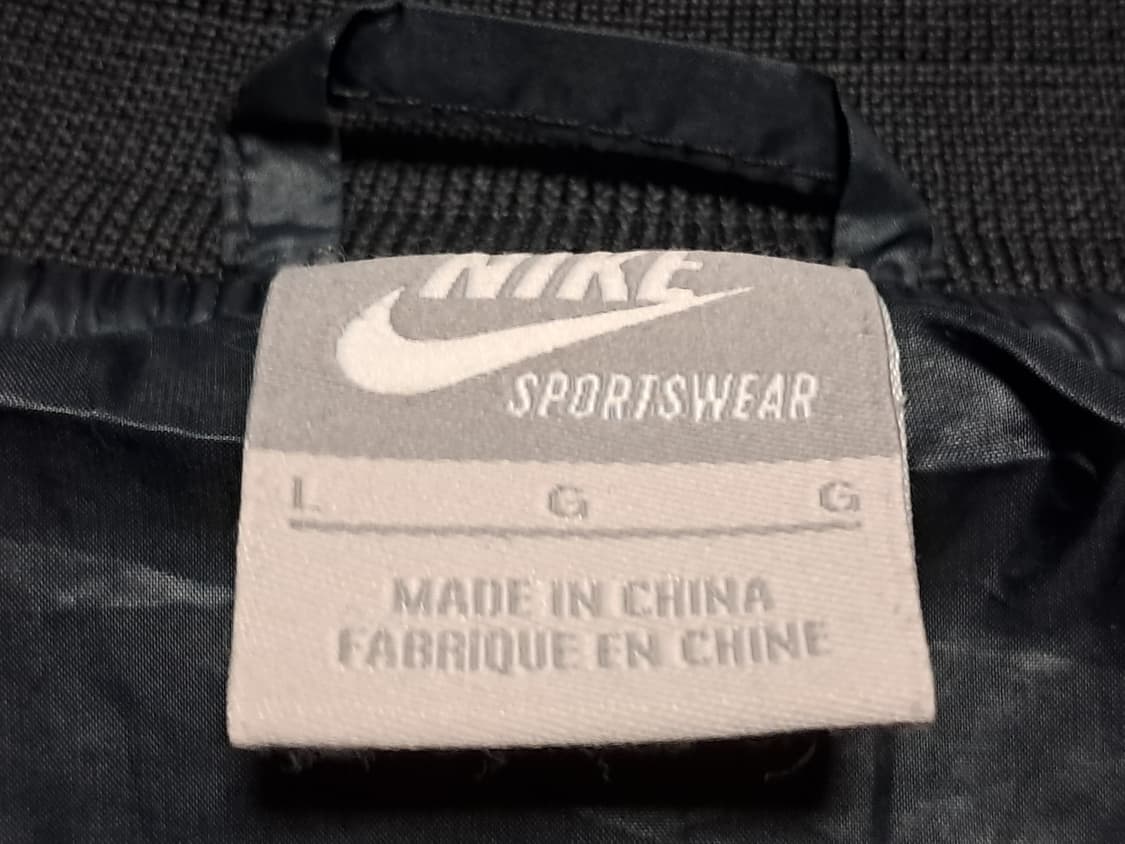 NIKE
SPORTSWEAR
L G G
MADE IN CHINA
FABRIQUE EN CHINE